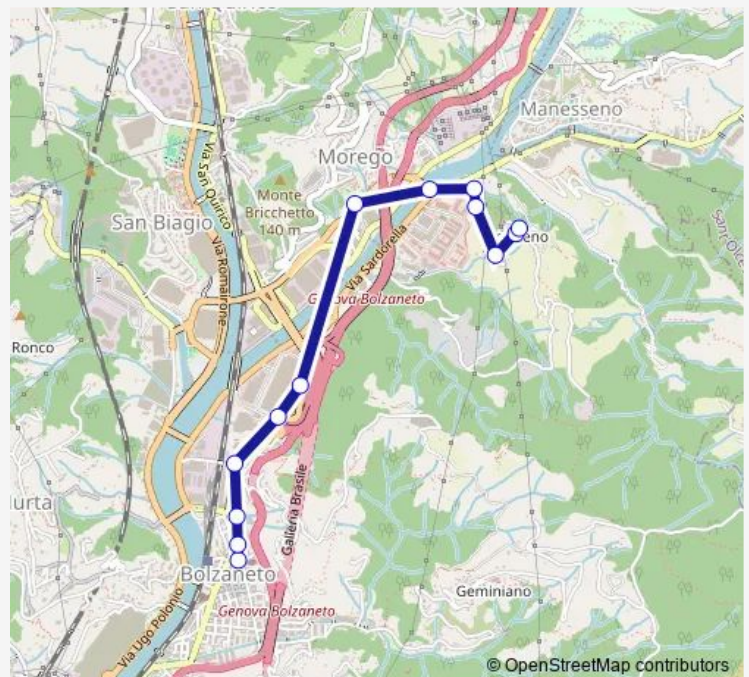 Manesseno
Morego
Via San Quirico
Monte
Bricchetto
140 m
San Biagio
Via Romairone
Via Sardorella
Genova Bolzaneto
Ronco
Galleria Brasile
Bolzaneto
Geminiano
Genova Bolzaneto
Via Ugo Polonio
© OpenStreetMap contributors